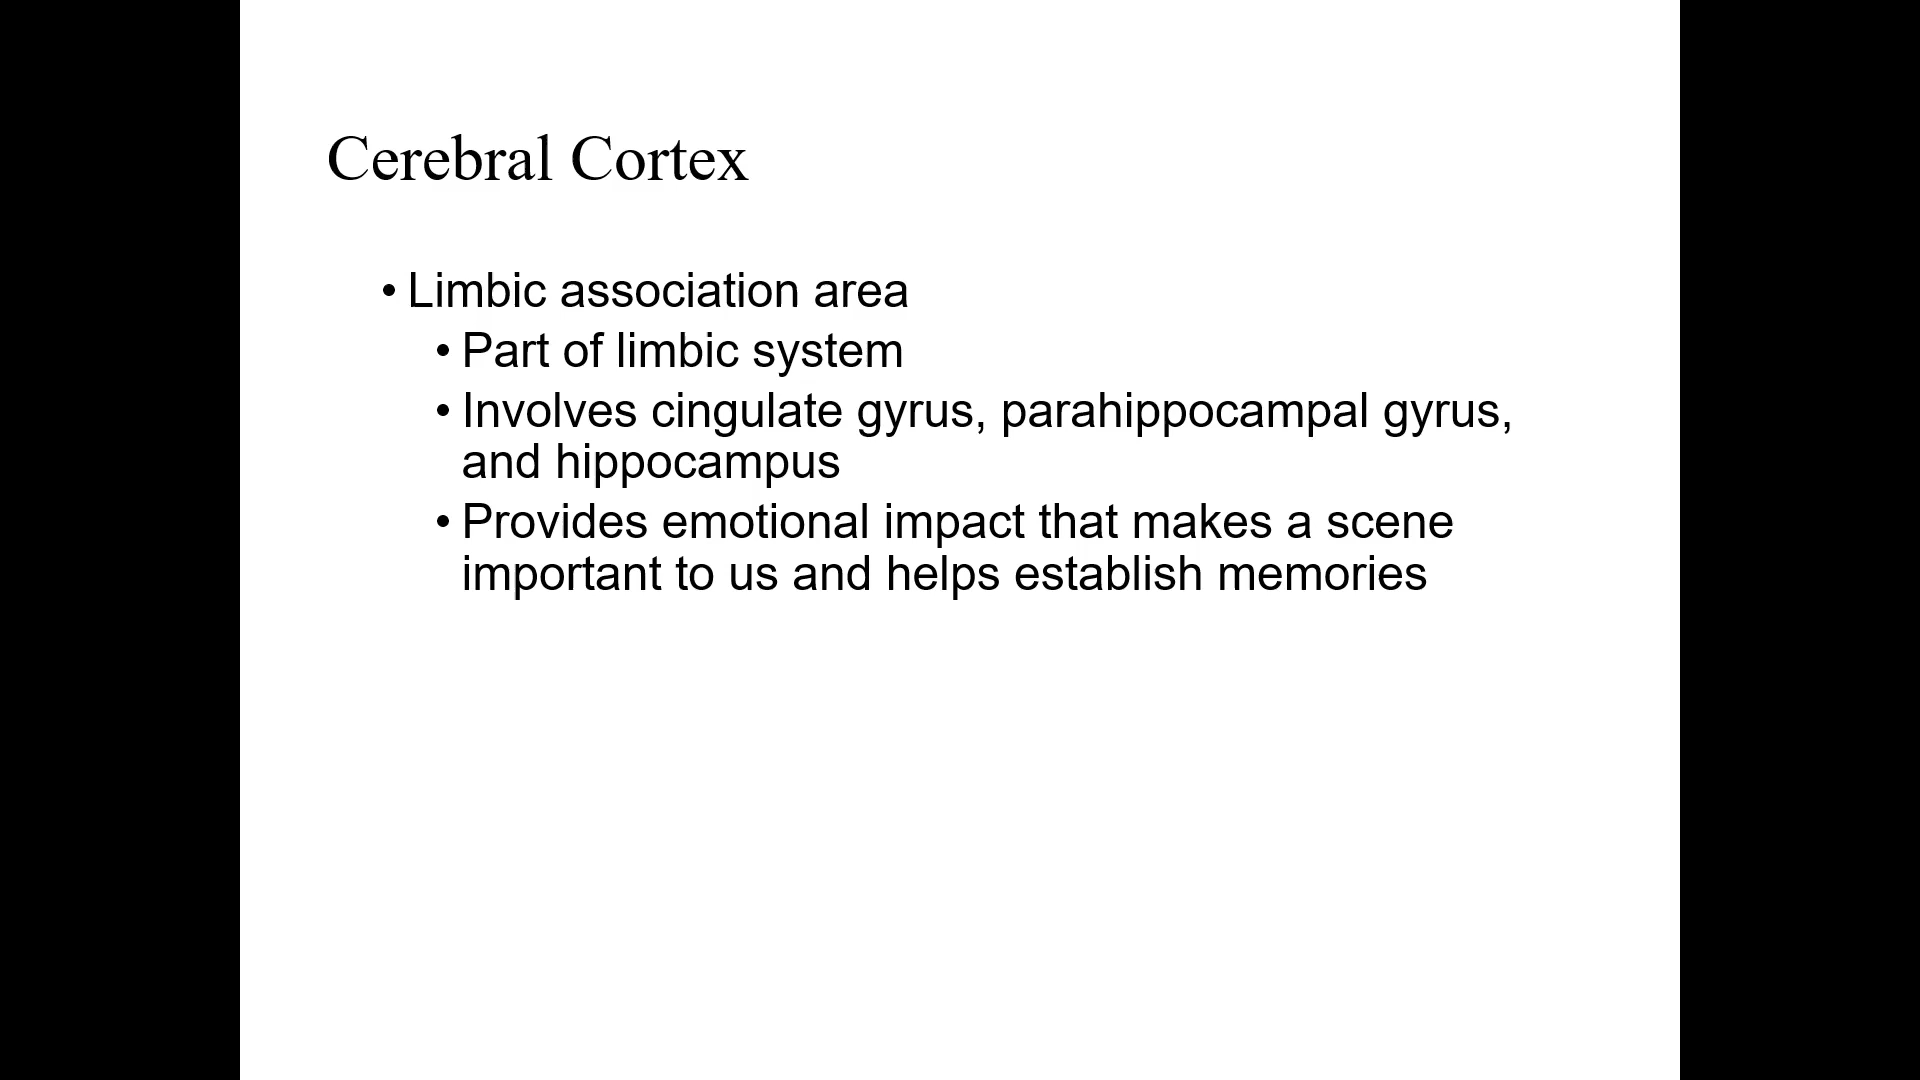 Cerebral Cortex
• Limbic association area
• Part of limbic system
• Involves cingulate gyrus, parahippocampal gyrus,
and hippocampus
• Provides emotional impact that makes a scene
important to us and helps establish memories